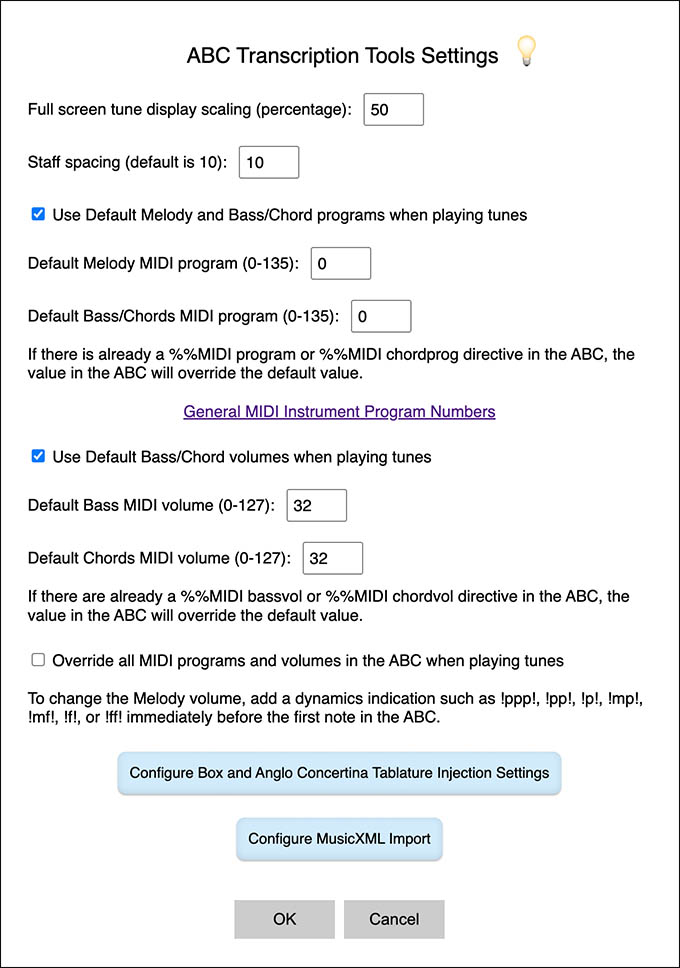 ABC Transcription Tools Settings
Full screen tune display scaling (percentage): 50
Staff spacing (default is 10): 10
Use Default Melody and Bass/Chord programs when playing tunes
Default Melody MIDI program (0-135): 0
Default Bass/Chords MIDI program (0-135): 0
If there is already a %%MIDI program or %%MIDI chordprog directive in the ABC, the
value in the ABC will override the default value.
General MIDI Instrument Program Numbers
Use Default Bass/Chord volumes when playing tunes
Default Bass MIDI volume (0-127): 32
Default Chords MIDI volume (0-127): 32
If there are already a %%MIDI bassvol or %%MIDI chordvol directive in the ABC, the
value in the ABC will override the default value.
Override all MIDI programs and volumes in the ABC when playing tunes
To change the Melody volume, add a dynamics indication such as !ppp!, !pp!, !p!, !mp!,
!mf!, !f!, or !ff! immediately before the first note in the ABC.
Configure Box and Anglo Concertina Tablature Injection Settings
Configure MusicXML Import
OK Cancel